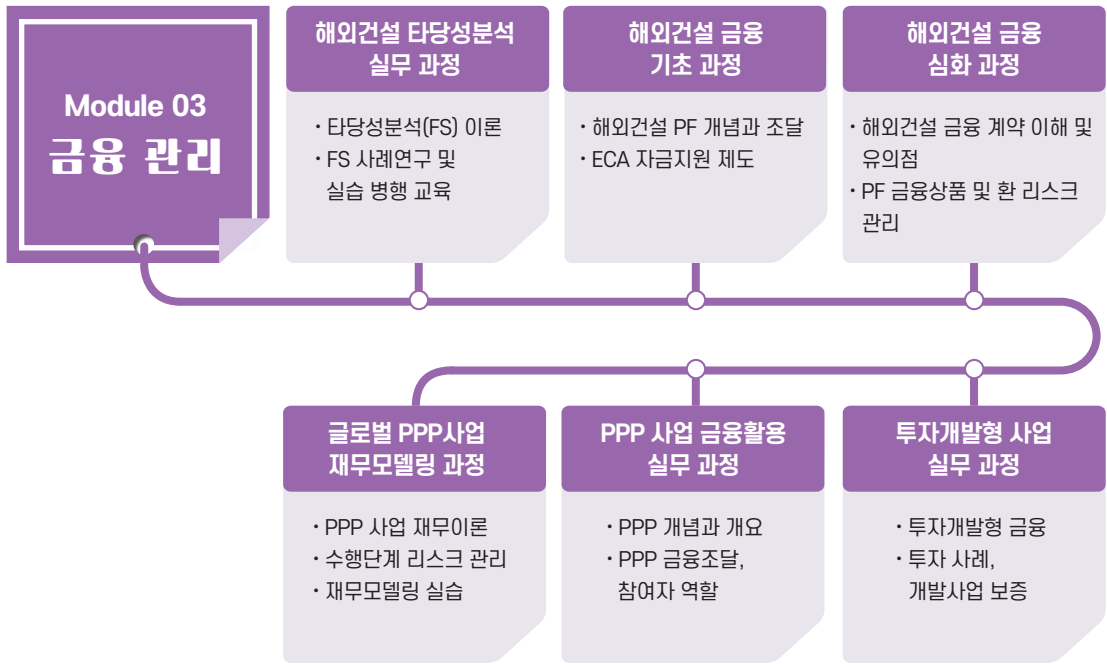 Module 03
금융 관리
해외건설 타당성분석
실무 과정
· 타당성분석(FS) 이론
· FS 사례연구 및
실습 병행 교육
해외건설 금융
기초 과정
· 해외건설 PF 개념과 조달
· ECA 자금지원 제도
해외건설 금융
심화 과정
· 해외건설 금융 계약 이해 및
유의점
· PF 금융상품 및 환 리스크
관리
글로벌 PPP사업
재무모델링 과정
· PPP 사업 재무이론
· 수행단계 리스크 관리
· 재무모델링 실습
PPP 사업 금융활용
실무 과정
· PPP 개념과 개요
· PPP 금융조달,
참여자 역할
투자개발형 사업
실무 과정
· 투자개발형 금융
· 투자 사례,
개발사업 보증